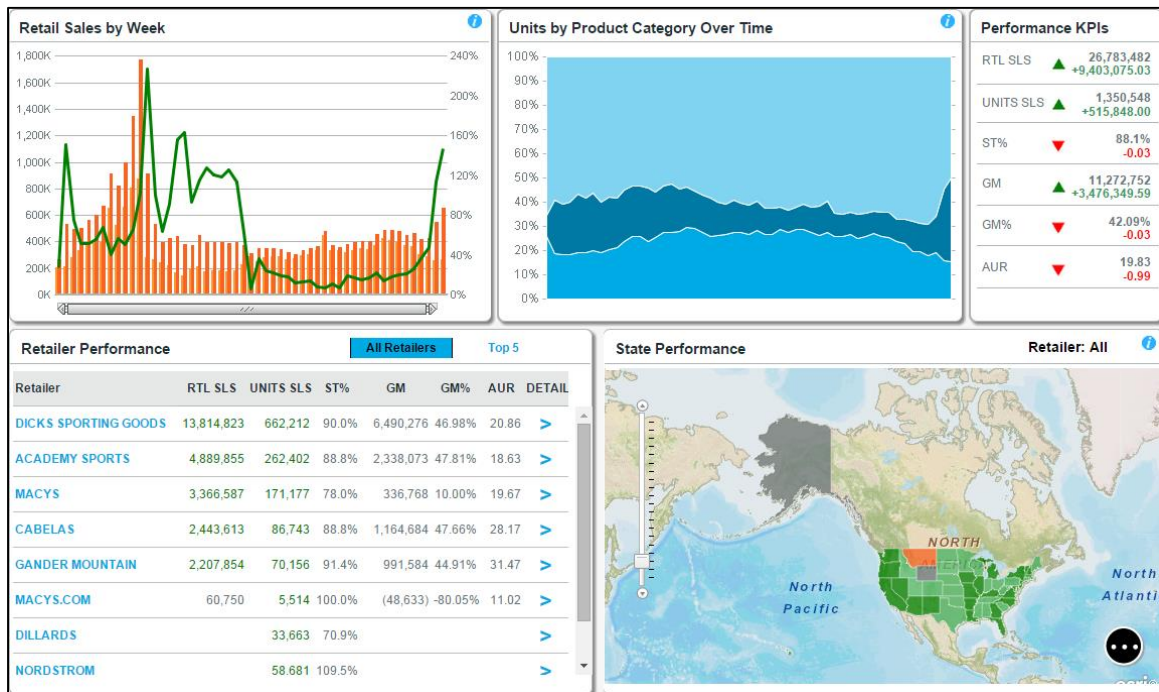 Retail Sales by Week
1,800K
1,600K
1,400K
1,200K
1,000K
800K
600K
400K
200K
0K
240%
200%
160%
120%
80%
40%
0%
Units by Product Category Over Time
100%
90%
80%
70%
60%
50%
40%
30%
20%
10%
0%
100%
90%
80%
70%
60%
50%
40%
30%
20%
10%
0%
Performance KPIs
RTL SLS 26,783,482
+9,403,075.03
UNITS SLS 1,350,548
+515,848.00
ST% 88.1%
-0.03
GM 11,272,752
+3,476,349.59
GM% 42.09%
-0.03
AUR 19.83
-0.99
Retailer Performance All Retailers Top 5
Retailer RTL SLS UNITS SLS ST% GM GM% AUR DETAIL
DICKS SPORTING GOODS 13,814,823 662,212 90.0% 6,490,276 46.98% 20.86 >
ACADEMY SPORTS 4,889,855 262,402 88.8% 2,338,073 47.81% 18.63 >
MACYS 3,366,587 171,177 78.0% 336,768 10.00% 19.67 >
CABELAS 2,443,613 86,743 88.8% 1,164,684 47.66% 28.17 >
GANDER MOUNTAIN 2,207,854 70,156 91.4% 991,584 44.91% 31.47 >
MACYS.COM 60,750 5,514 100.0% (48,633) -80.05% 11.02 >
DILLARDS 33,663 70.9% >
NORDSTROM 58,681 109.5% >
State Performance Retailer: All
NORTH
North
Pacific
North
Atlanti